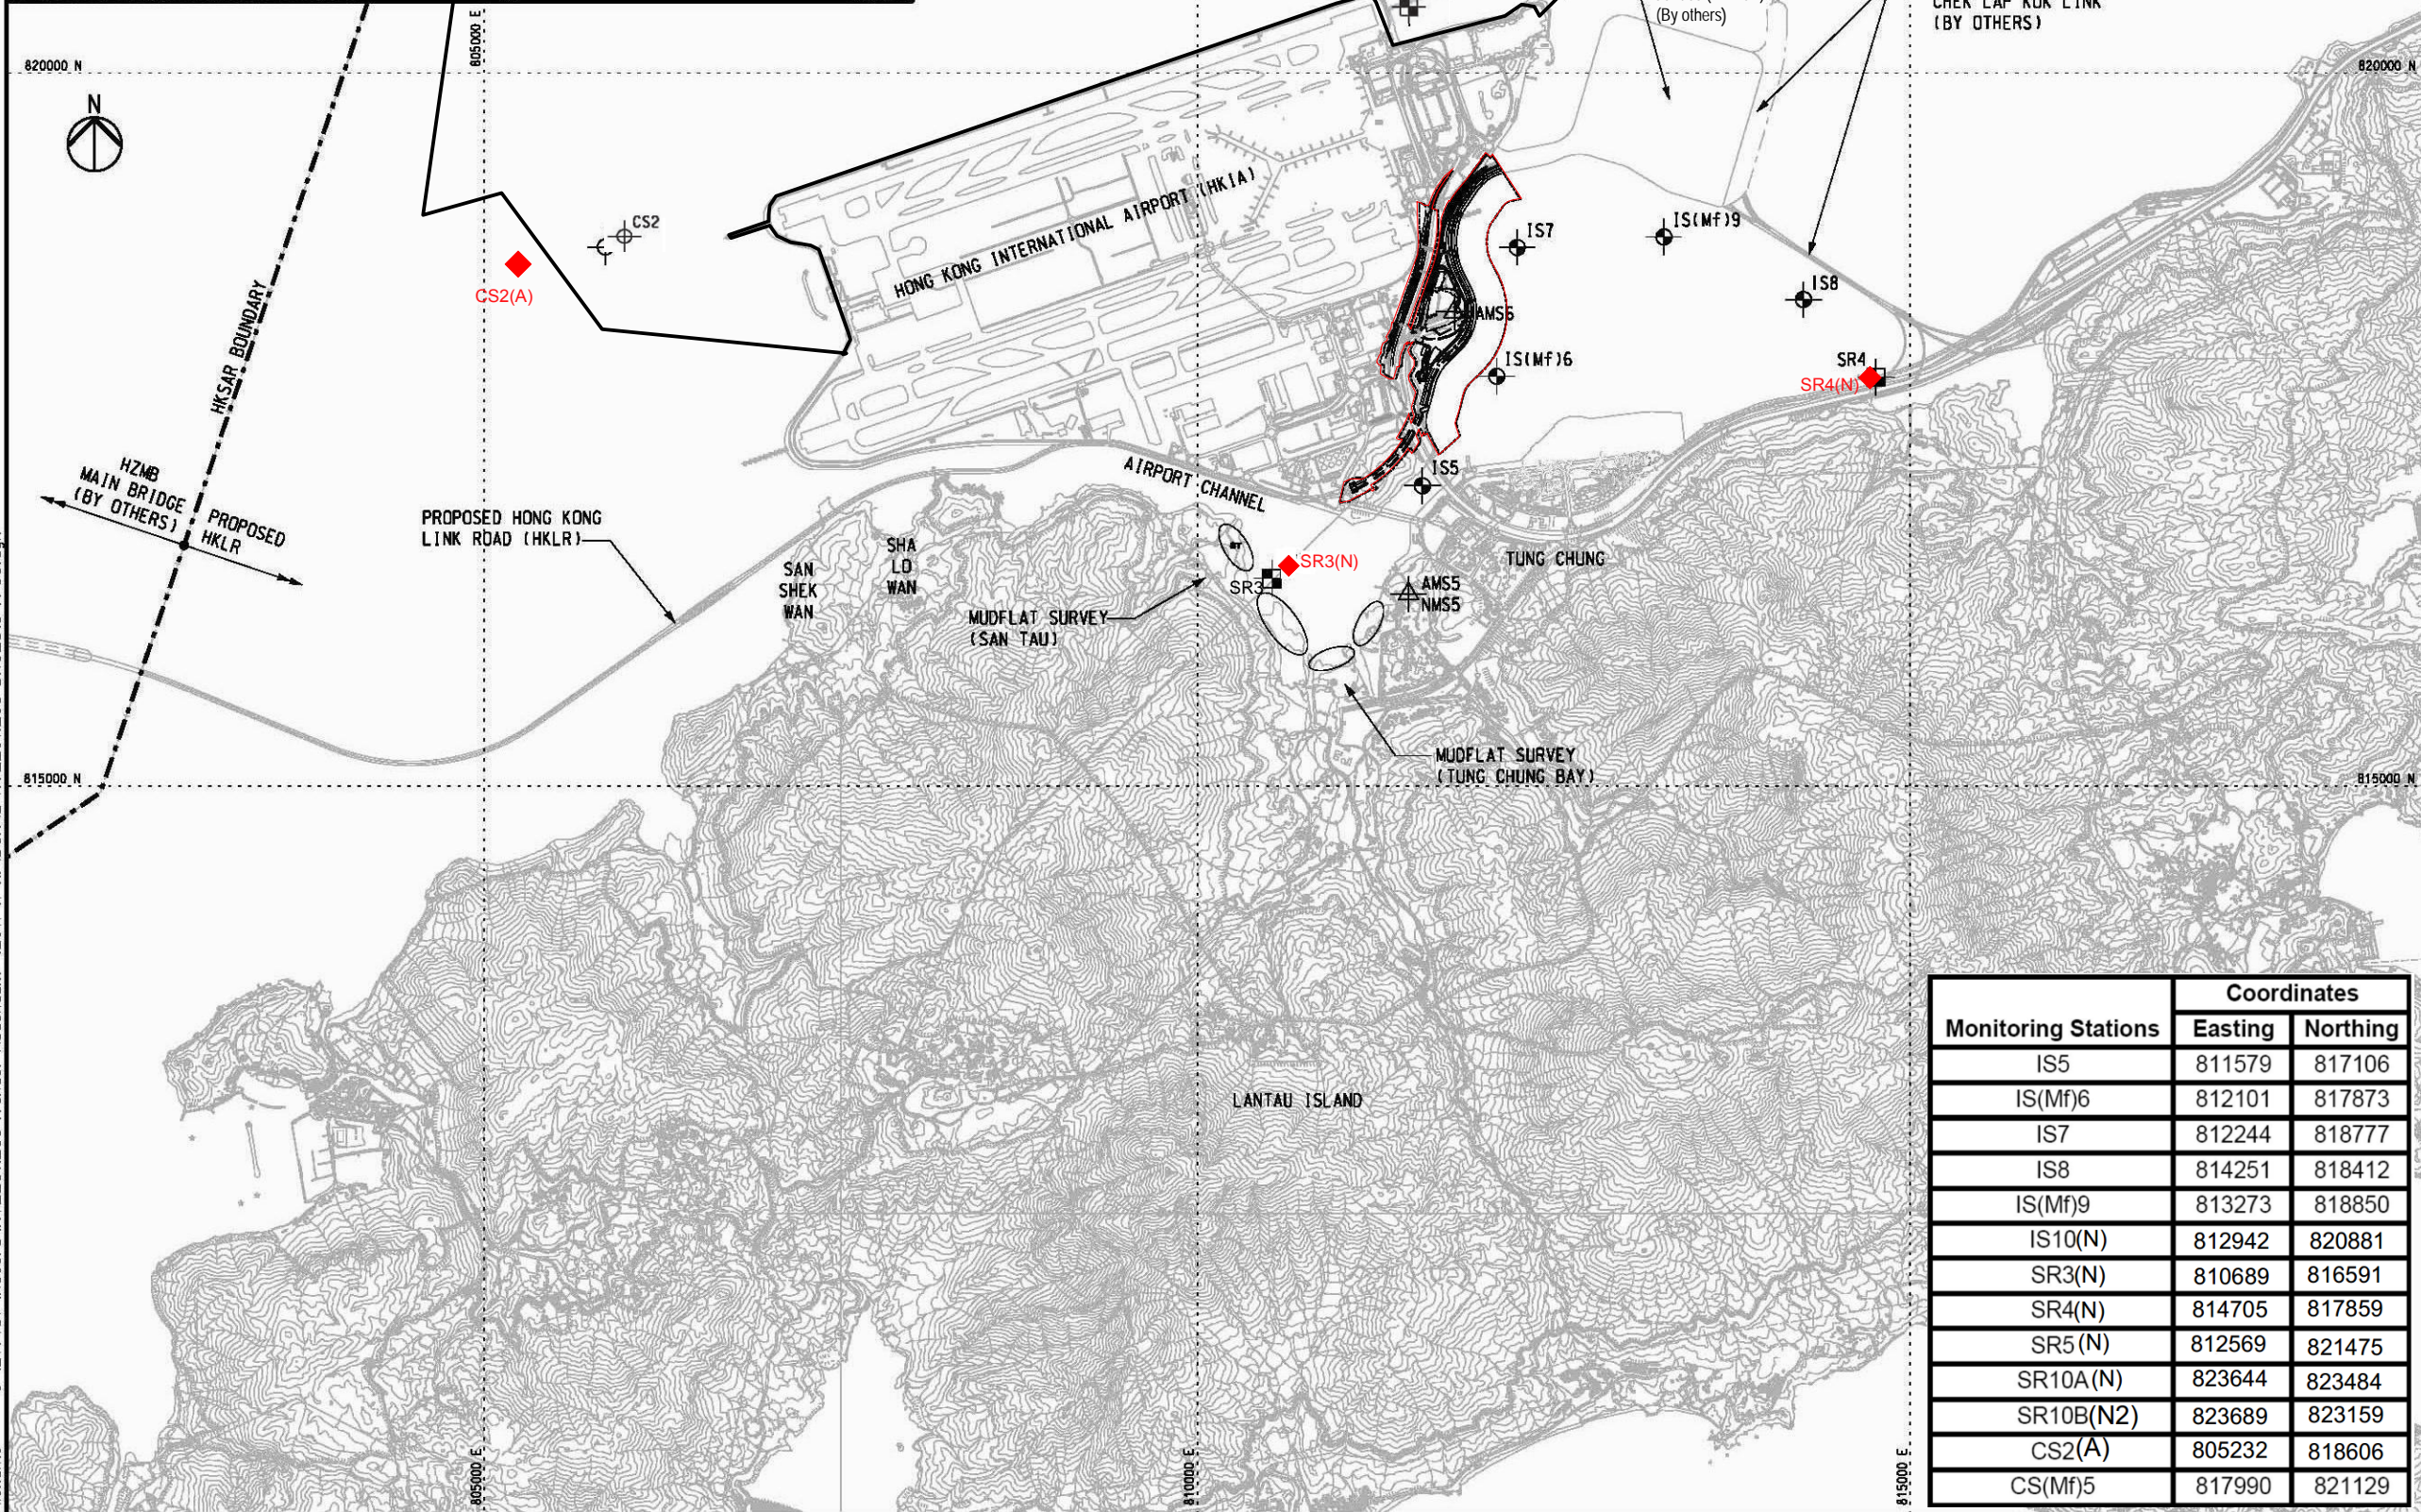 (By others)
CHEK LAP KOK LINK
(BY OTHERS)
805000 E
820000 N
820000 N
N
CS2
CS2(A)
HKSAR BOUNDARY
HONG KONG INTERNATIONAL AIRPORT (HKIA)
IS7
IS(Mf)9
IS8
AMS6
IS(Mf)6
SR4
SR4(N)
HZMB
MAIN BRIDGE
(BY OTHERS)
PROPOSED
HKLR
PROPOSED HONG KONG
LINK ROAD (HKLR)
AIRPORT CHANNEL
IS5
SAN
SHEK
WAN
SHA
LO
WAN
TUNG CHUNG
SR3(N)
SR3
AMS5
NMS5
MUDFLAT SURVEY
(SAN TAU)
MUDFLAT SURVEY
(TUNG CHUNG BAY)
815000 N
815000 N
LANTAU ISLAND
805000 E
810000 E
815000 E
Monitoring Stations Coordinates
Easting Northing
IS5 811579 817106
IS(Mf)6 812101 817873
IS7 812244 818777
IS8 814251 818412
IS(Mf)9 813273 818850
IS10(N) 812942 820881
SR3(N) 810689 816591
SR4(N) 814705 817859
SR5(N) 812569 821475
SR10A(N) 823644 823484
SR10B(N2) 823689 823159
CS2(A) 805232 818606
CS(Mf)5 817990 821129